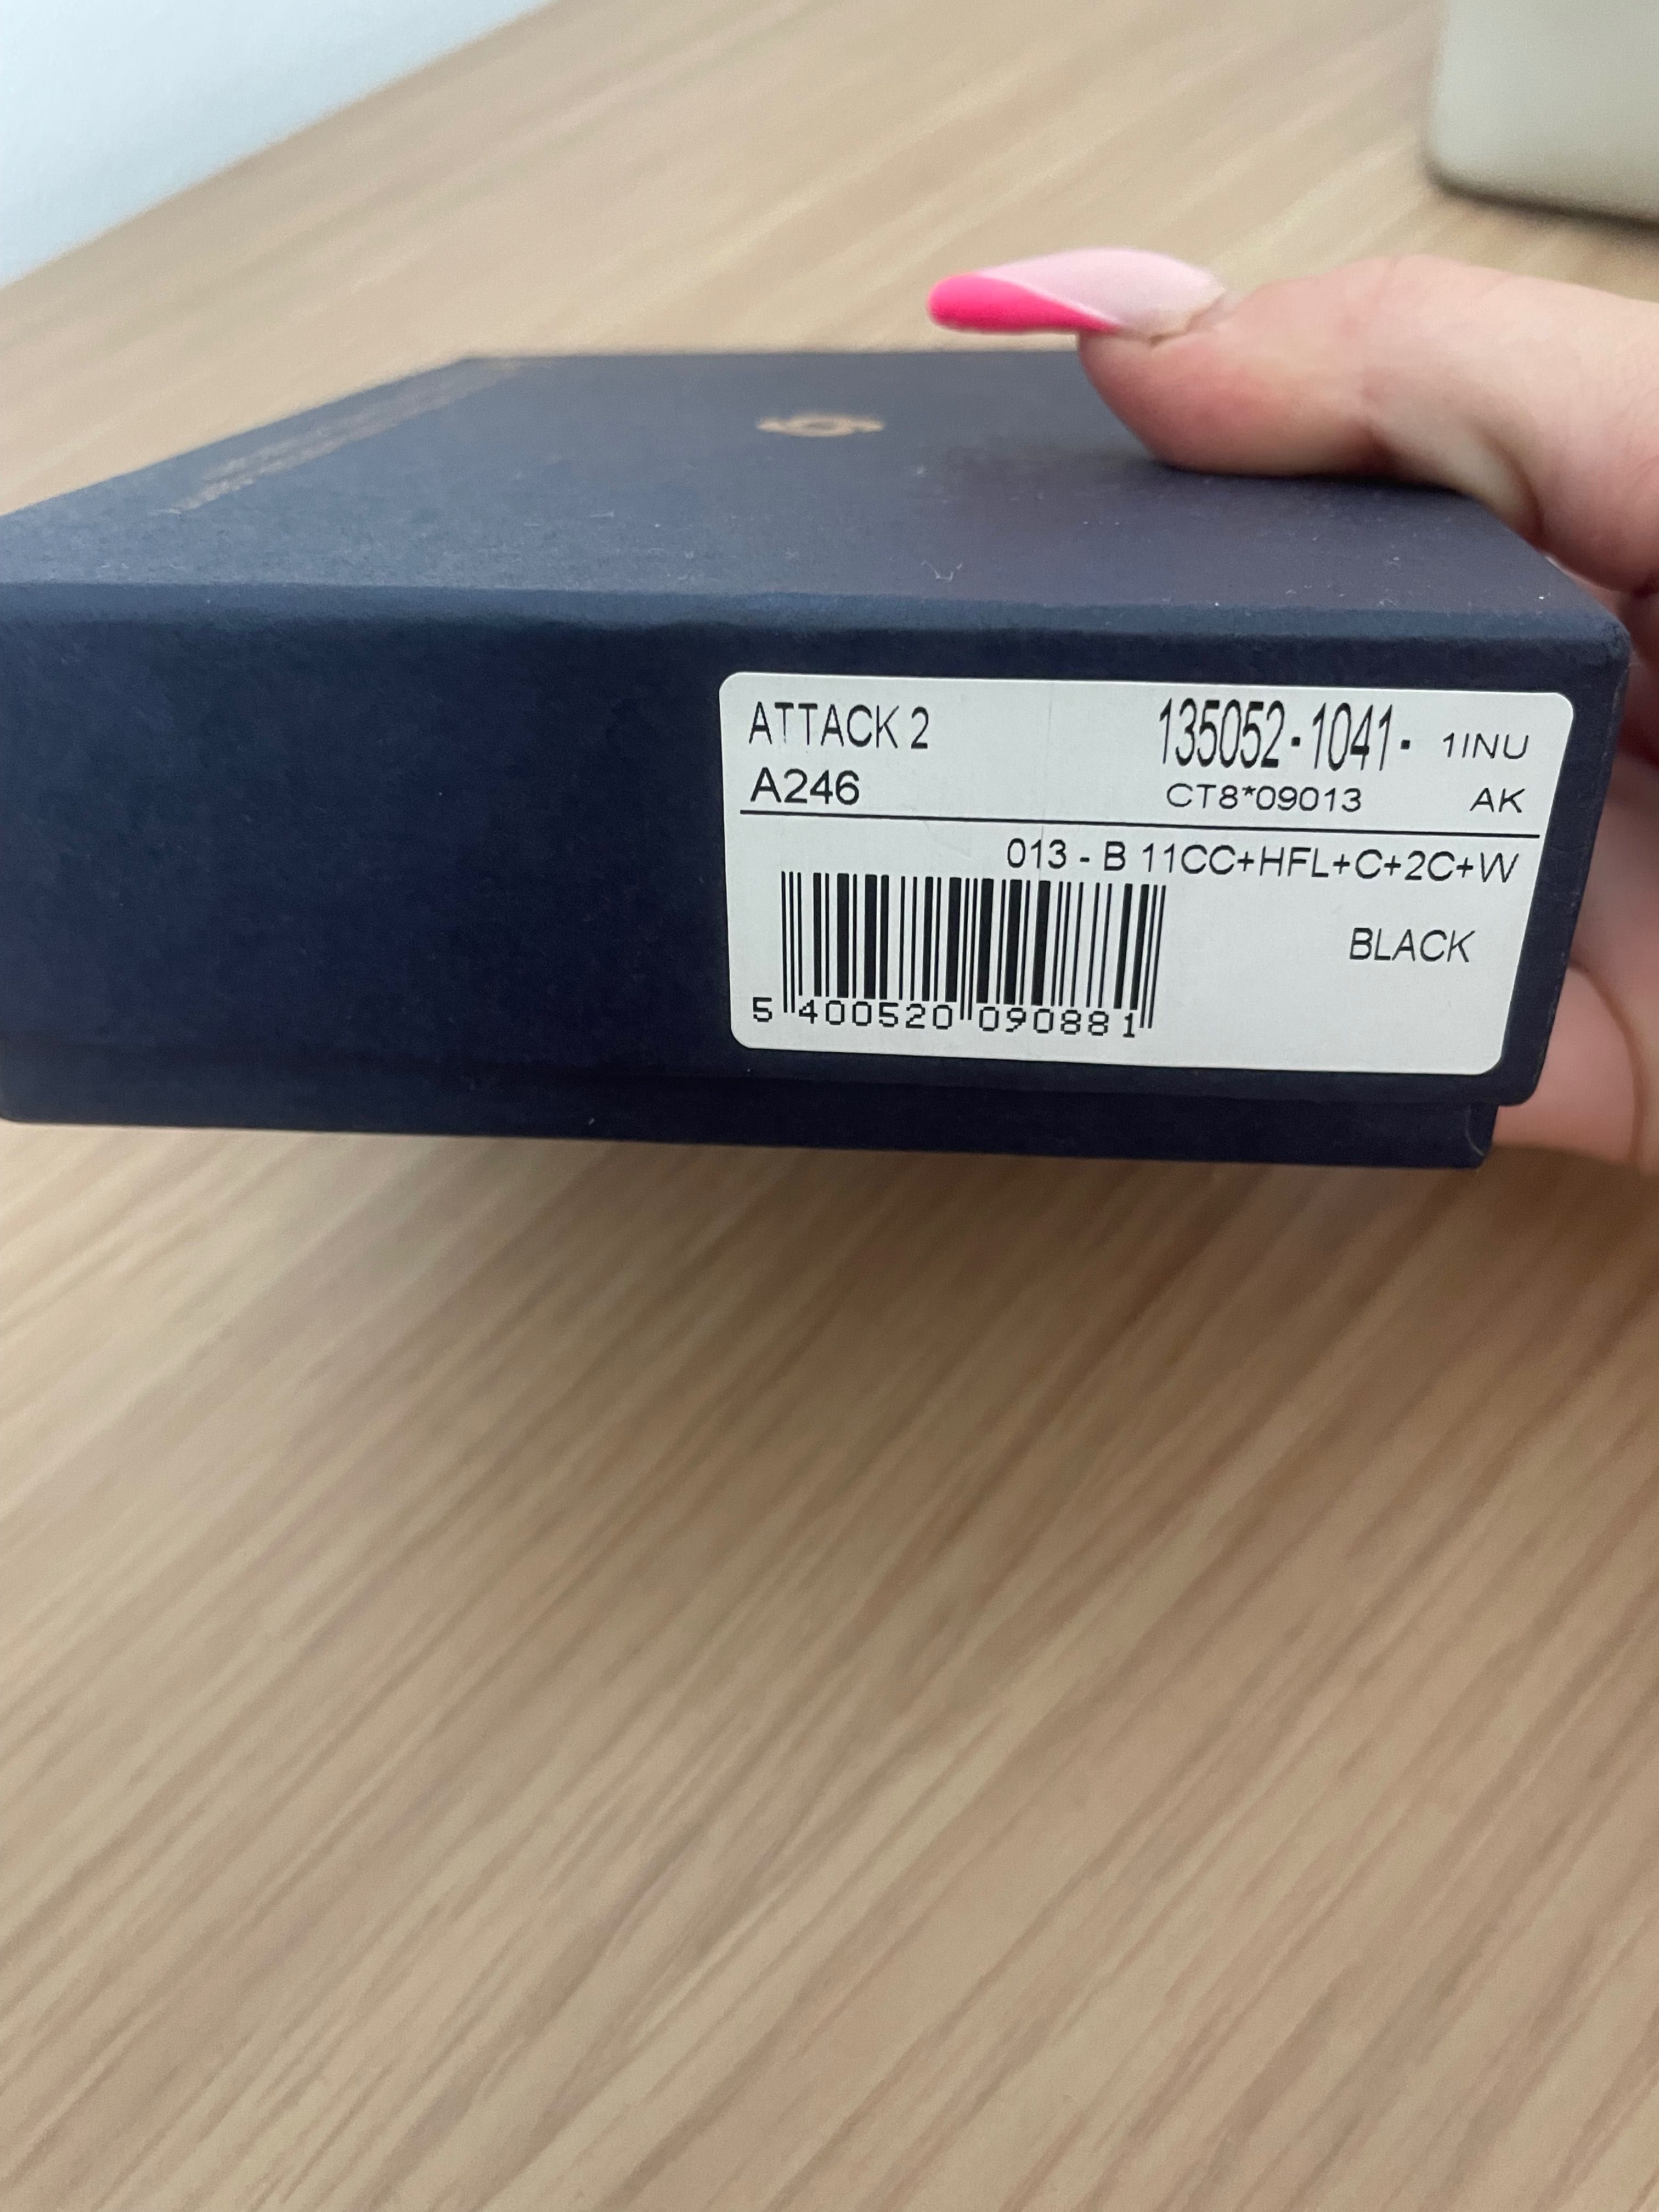 ATTACK 2 135052-1041- 1INU
A246 CT8*09013 AK
013 - B 11CC+HFL+C+2C+W
BLACK
5 400520 090881